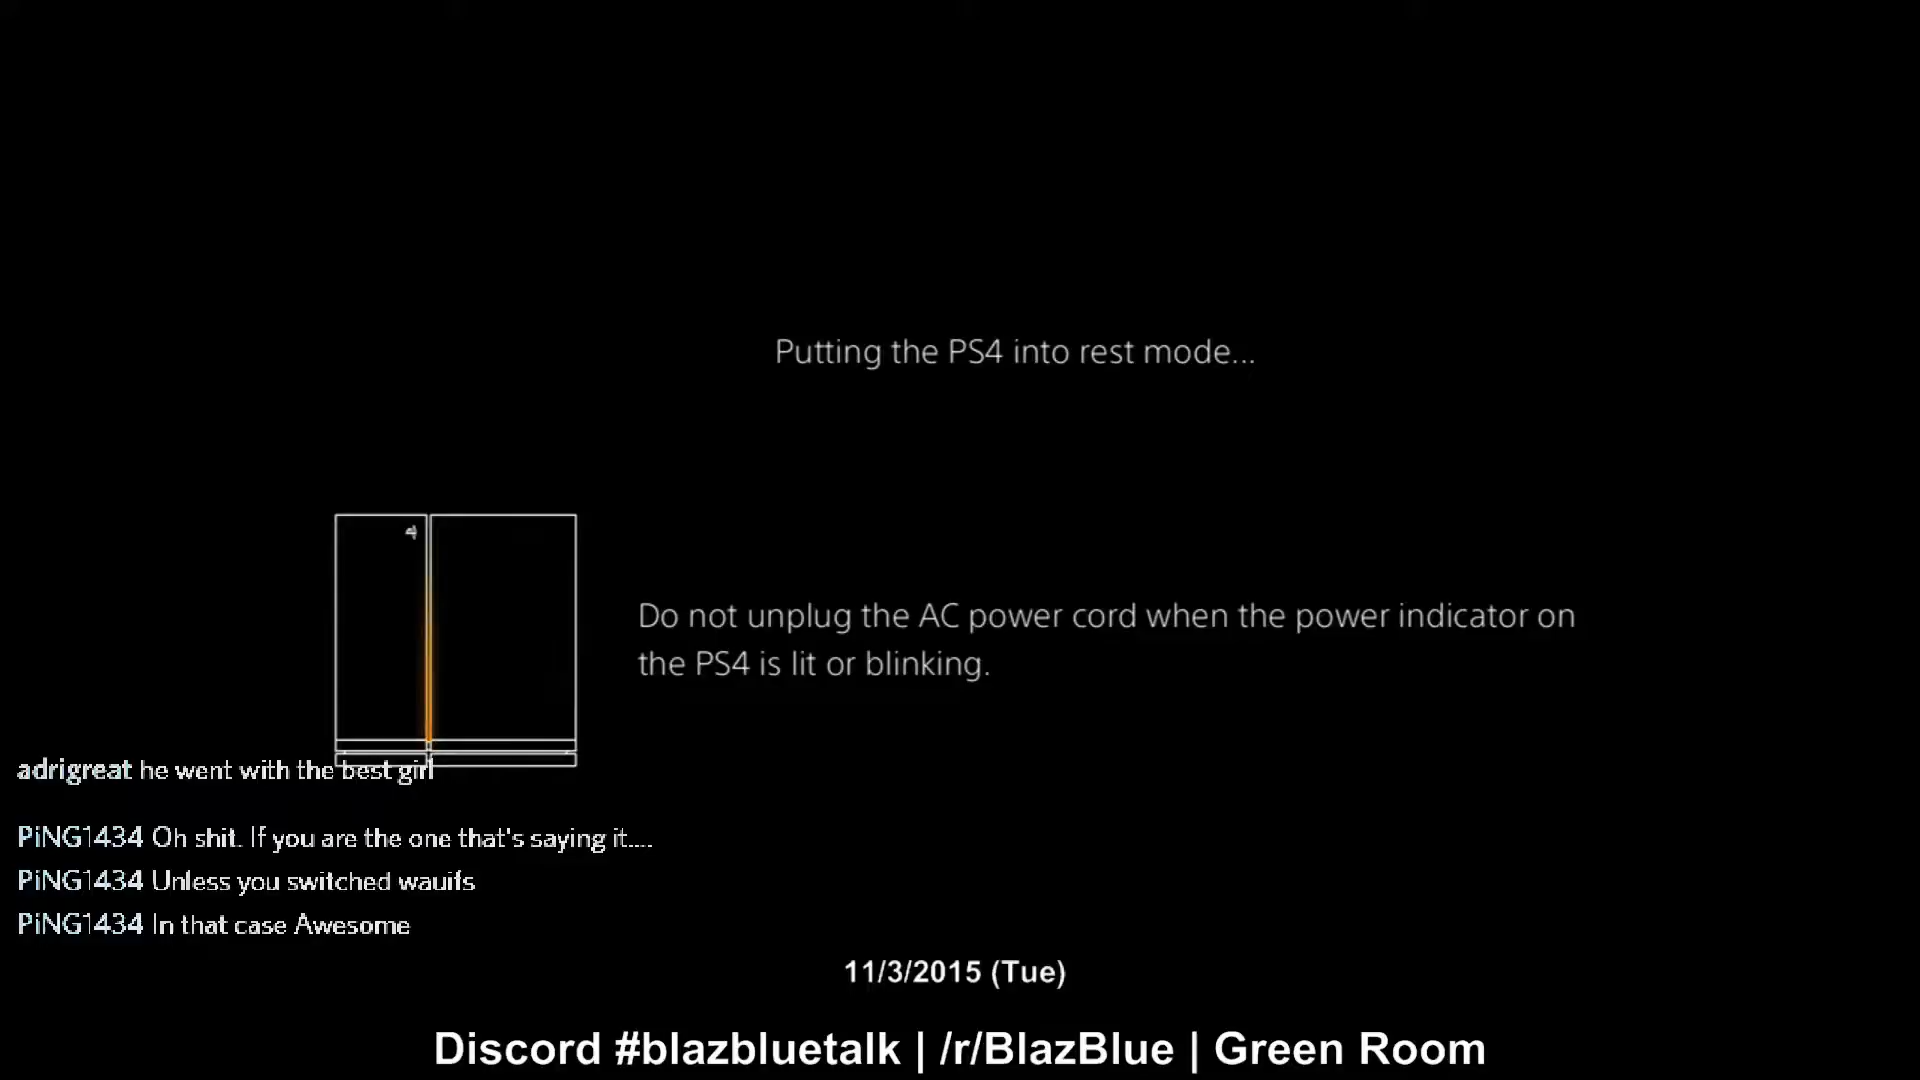 Putting the PS4 into rest mode...
Do not unplug the AC power cord when the power indicator on
the PS4 is lit or blinking.
adrigreat he went with the best girl
PiNG1434 Oh shit. If you are the one that's saying it....
PiNG1434 Unless you switched wauifs
PiNG1434 In that case Awesome
11/3/2015 (Tue)
Discord #blazbluetalk | /r/BlazBlue | Green Room